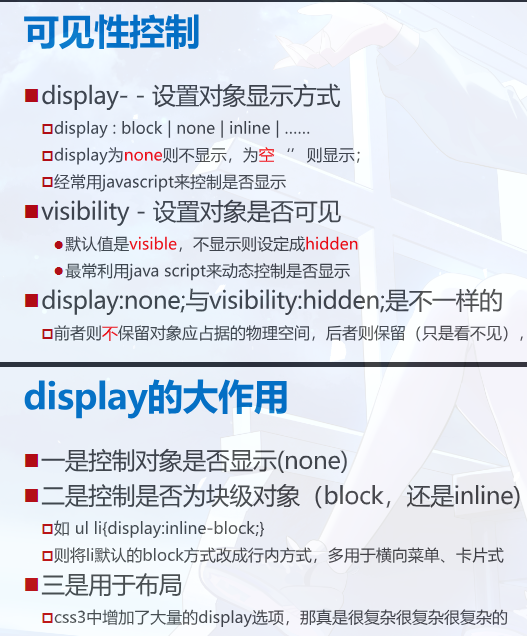 可见性控制
display- - 设置对象显示方式
display : block | none | inline | ……
display为none则不显示，为空 ‘’ 则显示；
经常用javascript来控制是否显示
visibility - 设置对象是否可见
默认值是visible，不显示则设定成hidden
最常利用java script来动态控制是否显示
display:none;与visibility:hidden;是不一样的
前者则不保留对象应占据的物理空间，后者则保留（只是看不见），
display的大作用
一是控制对象是否显示(none)
二是控制是否为块级对象（block，还是inline)
如 ul li{display:inline-block;}
则将li默认的block方式改成行内方式，多用于横向菜单、卡片式
三是用于布局
css3中增加了大量的display选项，那真是很复杂很复杂很复杂的